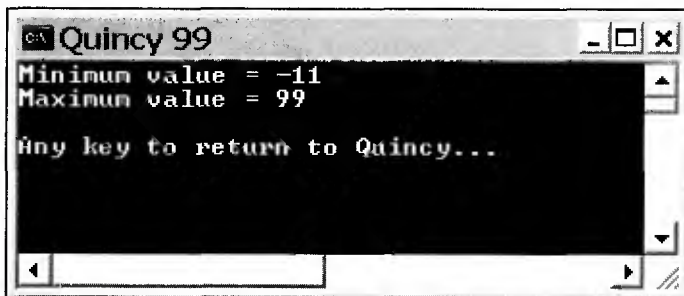 Quincy 99
Minimum value = -11
Maximum value = 99
Any key to return to Quincy...